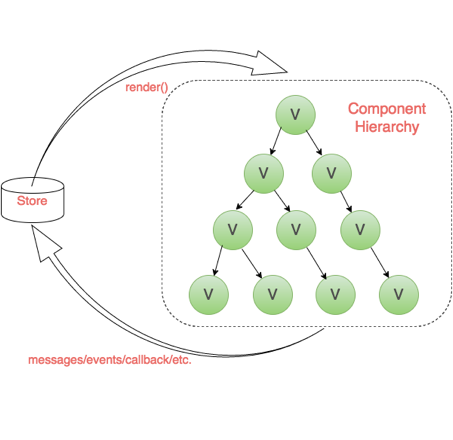 render()
Component
Hierarchy
V
V
V
Store
V
V
V
V
V
V
V
messages/events/callback/etc.